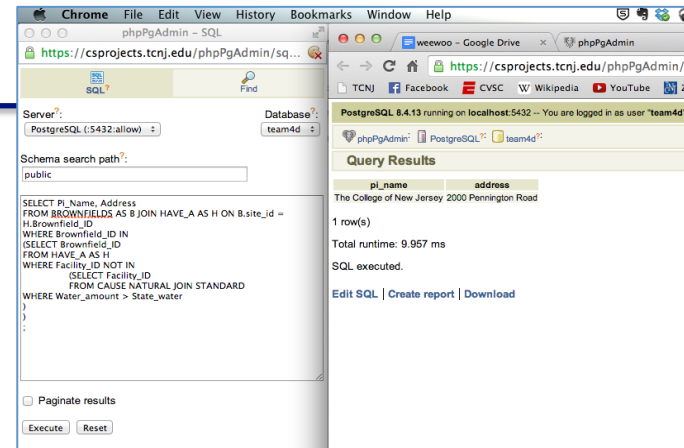 Chrome File Edit View History Bookmarks Window Help
phpPgAdmin – SQL
https://csprojects.tcnj.edu/phpPgAdmin/sq...
SQL?
Find
Server?:
Database?:
PostgreSQL (:5432:allow)
team4d
Schema search path?:
public
SELECT Pi_Name, Address
FROM BROWNFIELDS AS B JOIN HAVE_A AS H ON B.site_id =
H.Brownfield_ID
WHERE Brownfield_ID IN
(SELECT Brownfield_ID
FROM HAVE_A AS H
WHERE Facility_ID NOT IN
(SELECT Facility_ID
FROM CAUSE NATURAL JOIN STANDARD
WHERE Water_amount > State_water
)
)
;
Paginate results
Execute Reset
weewoo – Google Drive × phpPgAdmin
https://csprojects.tcnj.edu/phpPgAdmin/
TCNJ Facebook CVSC W Wikipedia YouTube
PostgreSQL 8.4.13 running on localhost:5432 -- You are logged in as user "team4d"
phpPgAdmin: PostgreSQL?: team4d?:
Query Results
pi_name address
The College of New Jersey 2000 Pennington Road
1 row(s)
Total runtime: 9.957 ms
SQL executed.
Edit SQL | Create report | Download